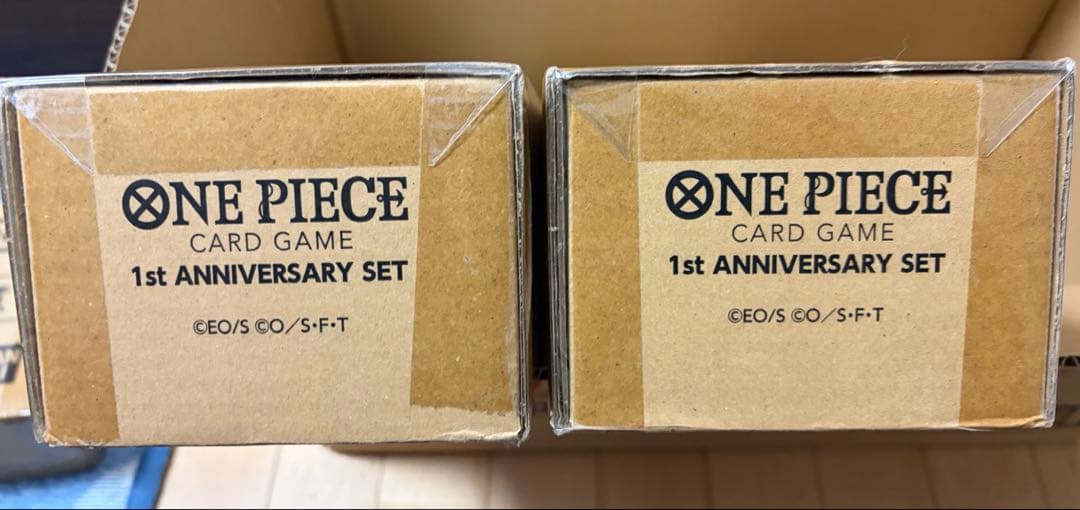 ONE PIECE
CARD GAME
1st ANNIVERSARY SET
©EO/S ©O/S・F・T
ONE PIECE
CARD GAME
1st ANNIVERSARY SET
©EO/S ©O/S・F・T